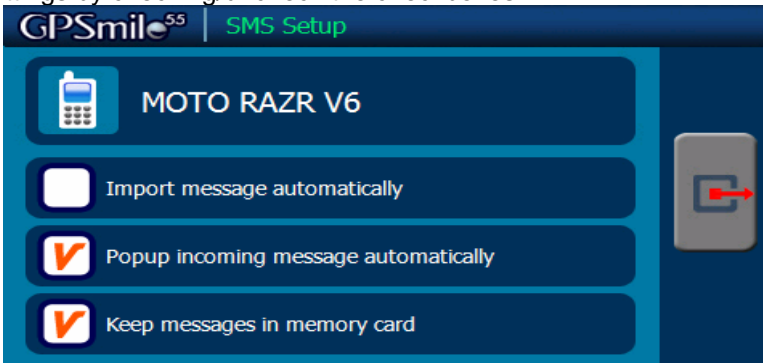 GPSmile55 SMS Setup
MOTO RAZR V6
Import message automatically
Popup incoming message automatically
Keep messages in memory card